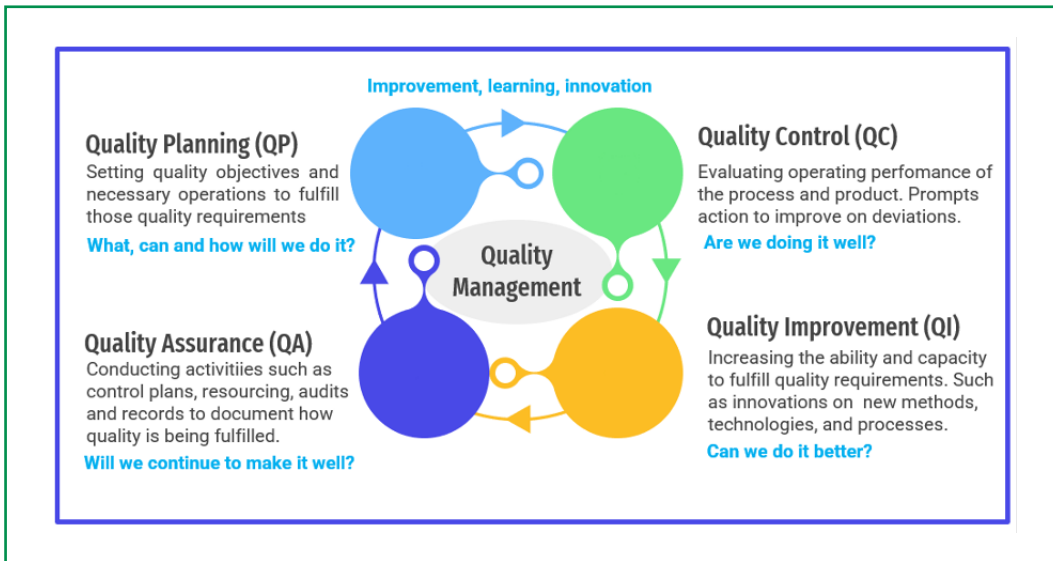 Improvement, learning, innovation
Quality Planning (QP)
Setting quality objectives and
necessary operations to fulfill
those quality requirements
What, can and how will we do it?
Quality Control (QC)
Evaluating operating perfomance of
the process and product. Prompts
action to improve on deviations.
Are we doing it well?
Quality
Management
Quality Assurance (QA)
Conducting activitiies such as
control plans, resourcing, audits
and records to document how
quality is being fulfilled.
Will we continue to make it well?
Quality Improvement (QI)
Increasing the ability and capacity
to fulfill quality requirements. Such
as innovations on new methods,
technologies, and processes.
Can we do it better?